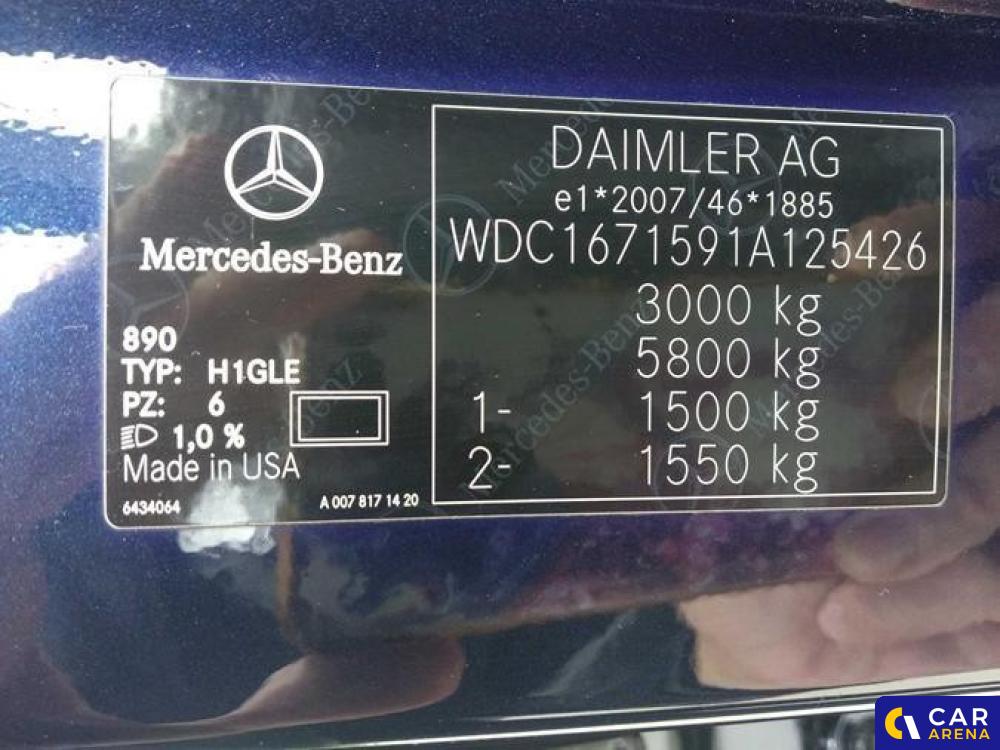 Mercedes-Benz
890
TYP: H1GLE
PZ: 6
1,0 %
Made in USA
6434064
A 007 817 14 20
DAIMLER AG
e1*2007/46*1885
WDC1671591A125426
3000 kg
5800 kg
1- 1500 kg
2- 1550 kg
CAR
ARENA